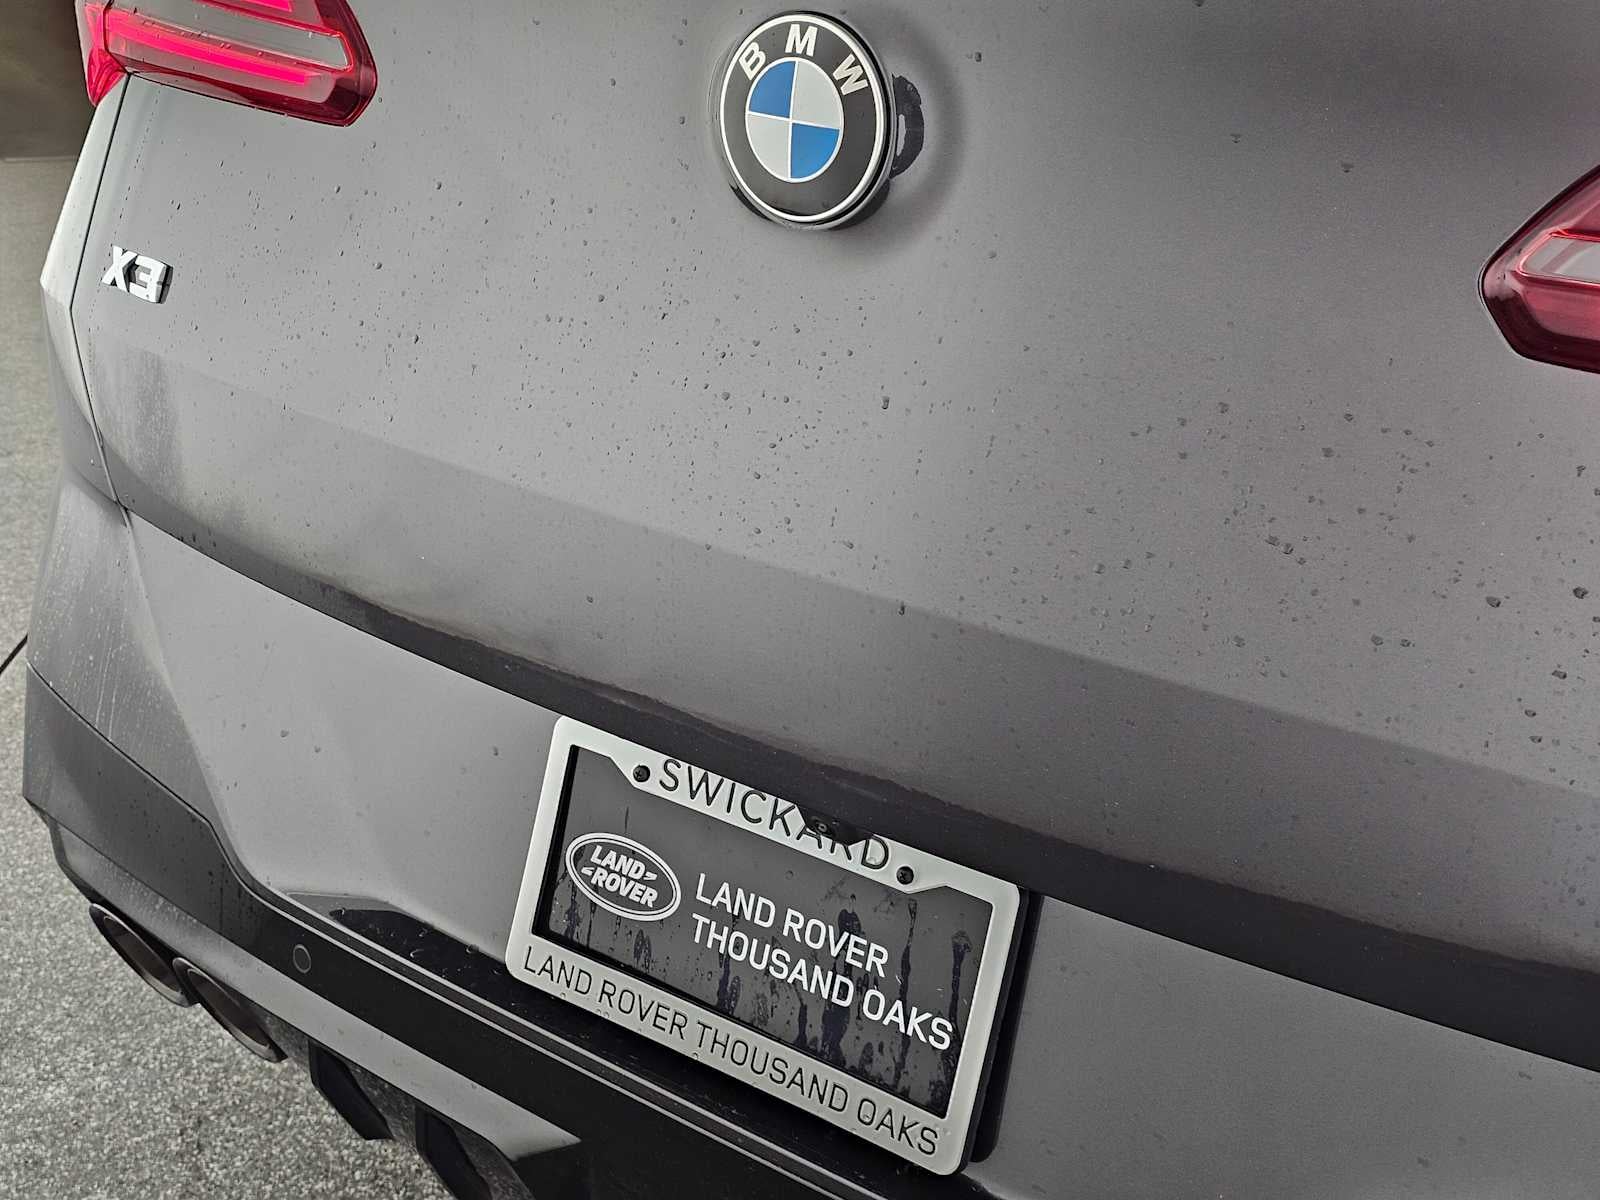 BMW
X3
SWICKARD
LAND
ROVER
LAND ROVER
THOUSAND OAKS
LAND ROVER THOUSAND OAKS